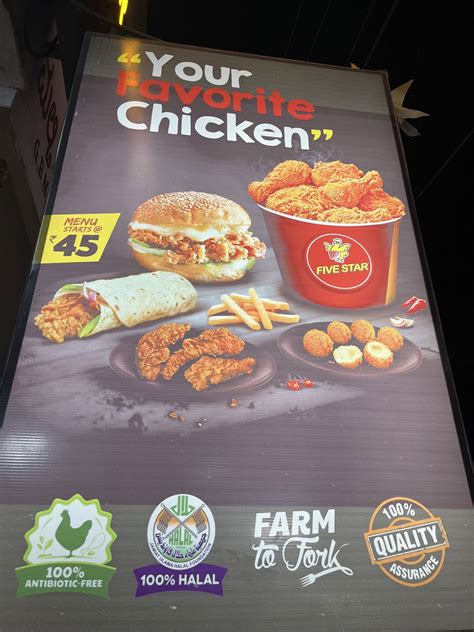 “Your
Favorite
Chicken”
MENU
STARTS @
₹45
FIVE STAR
100%
ANTIBIOTIC-FREE
حلال
HALAL
100% HALAL
FARM
to Fork
100%
QUALITY
ASSURANCE